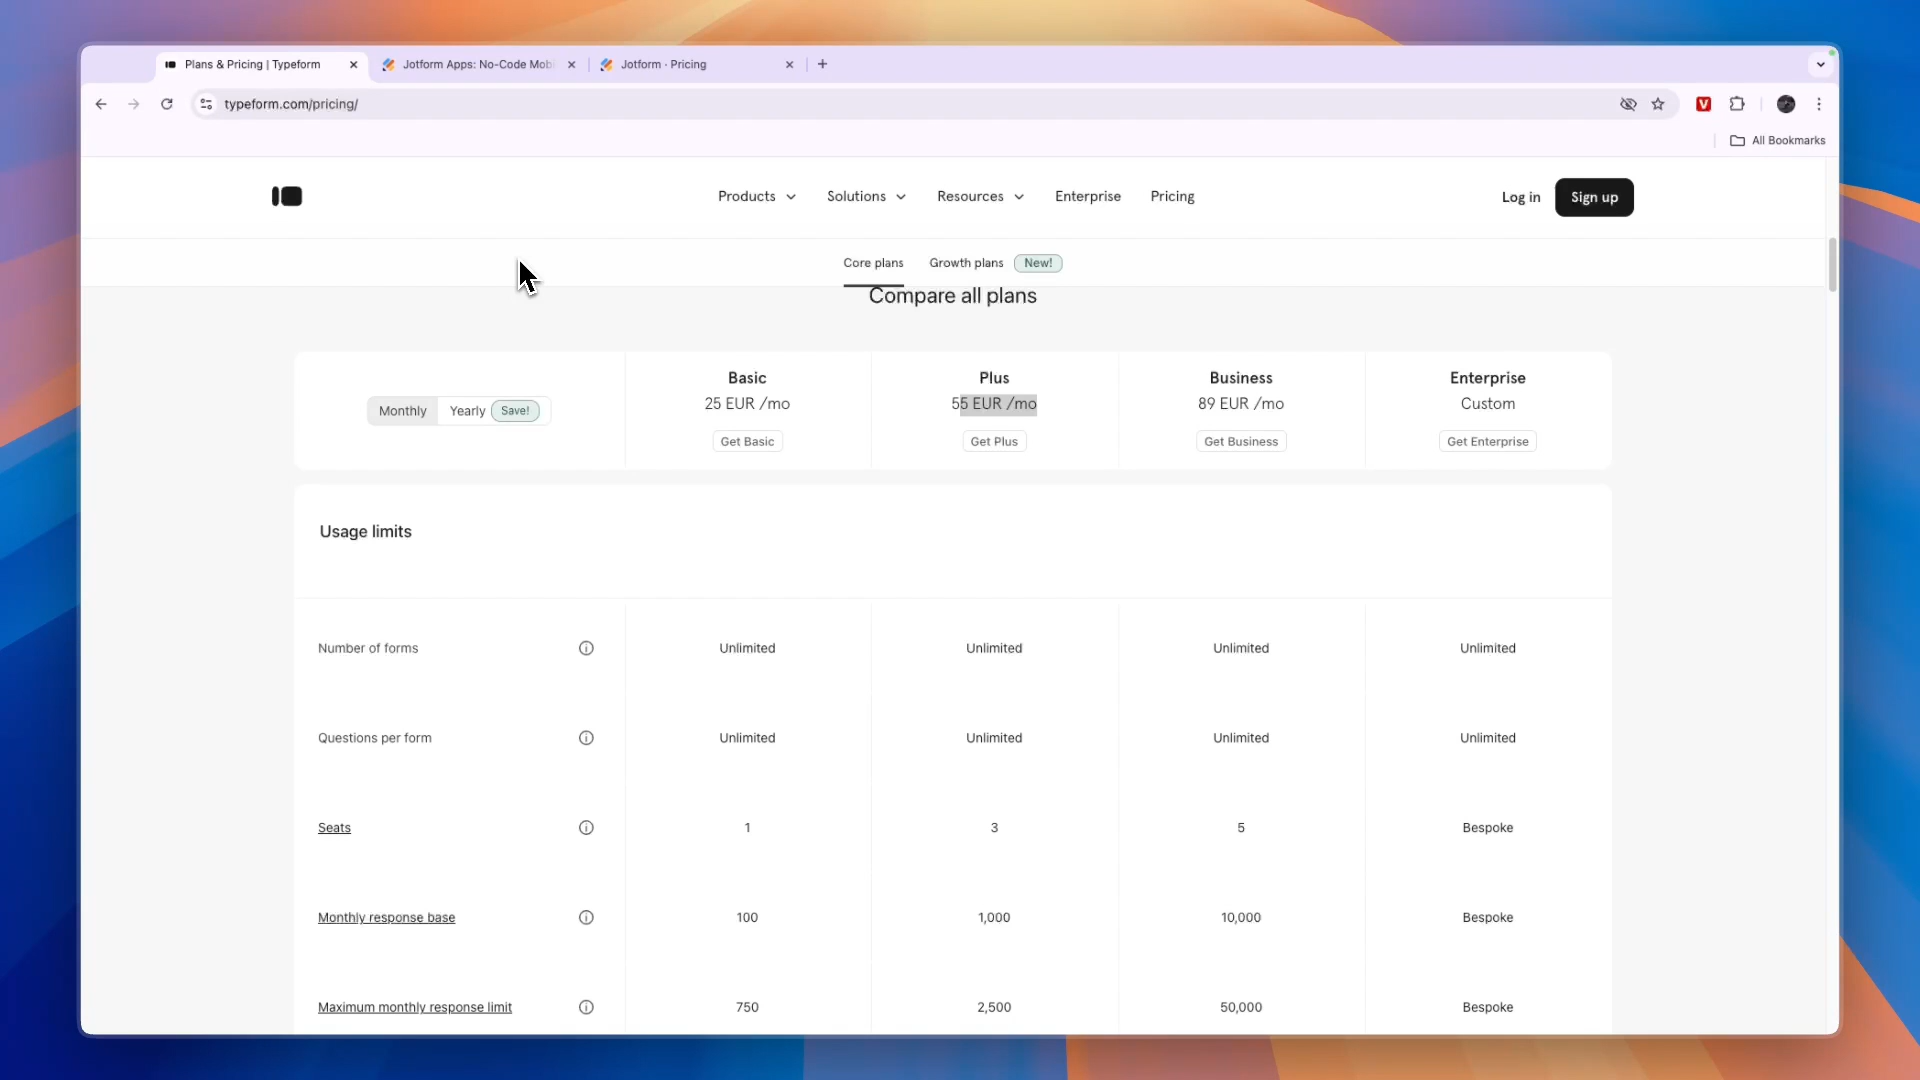 Plans & Pricing | Typeform
Jotform Apps: No-Code Mobi
Jotform · Pricing
typeform.com/pricing/
All Bookmarks
Products
Solutions
Resources
Enterprise
Pricing
Log in
Sign up
Core plans
Growth plans
New!
Compare all plans
Monthly
Yearly
Save!
Basic
25 EUR /mo
Get Basic
Plus
55 EUR /mo
Get Plus
Business
89 EUR /mo
Get Business
Enterprise
Custom
Get Enterprise
Usage limits
Number of forms
Unlimited
Unlimited
Unlimited
Unlimited
Questions per form
Unlimited
Unlimited
Unlimited
Unlimited
Seats
1
3
5
Bespoke
Monthly response base
100
1,000
10,000
Bespoke
Maximum monthly response limit
750
2,500
50,000
Bespoke